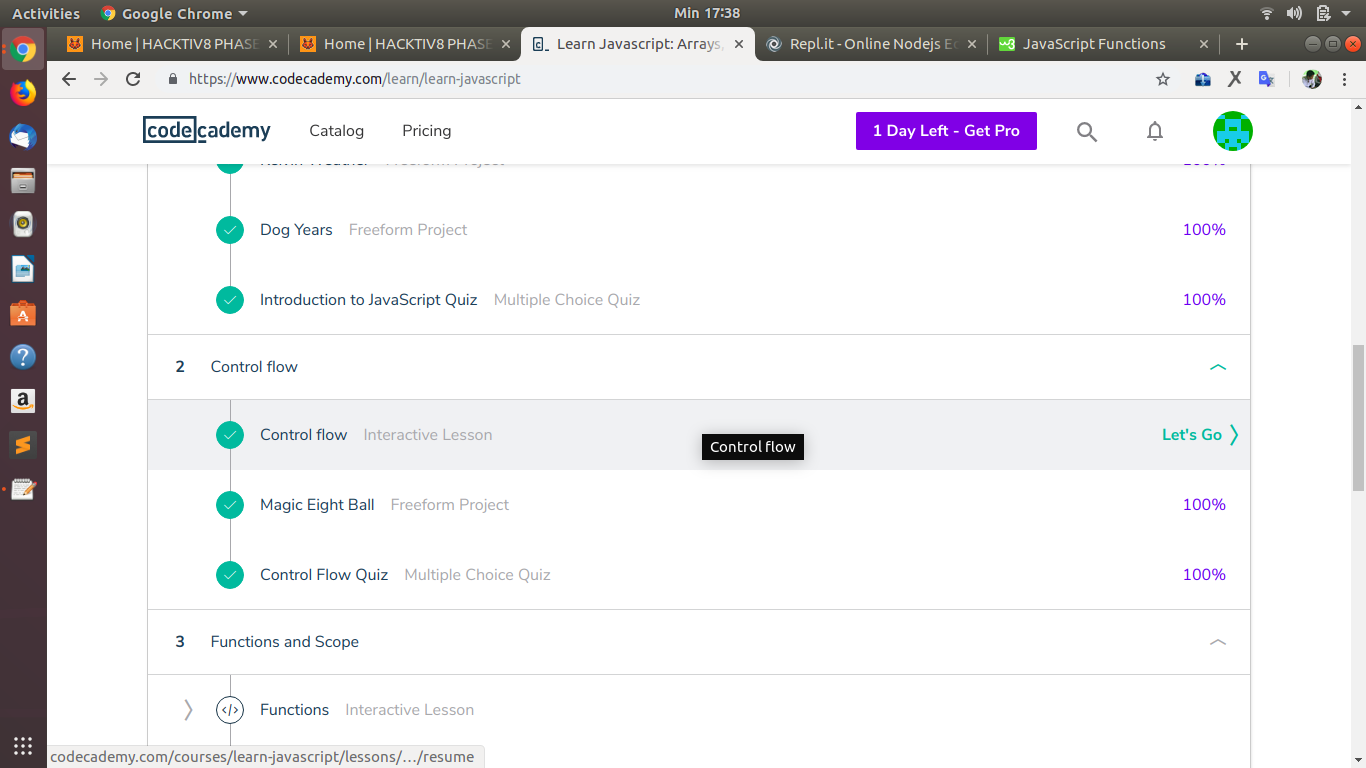 Activities Google Chrome Min 17:38
Home | HACKTIV8 PHASE Home | HACKTIV8 PHASE Learn Javascript: Arrays, Repl.it - Online Nodejs Ed JavaScript Functions
https://www.codecademy.com/learn/learn-javascript
codecademy Catalog Pricing 1 Day Left - Get Pro
Freeform Project 100%
Dog Years Freeform Project 100%
Introduction to JavaScript Quiz Multiple Choice Quiz 100%
2 Control flow
Control flow Interactive Lesson Control flow Let's Go
Magic Eight Ball Freeform Project 100%
Control Flow Quiz Multiple Choice Quiz 100%
3 Functions and Scope
Functions Interactive Lesson
codecademy.com/courses/learn-javascript/lessons/…/resume